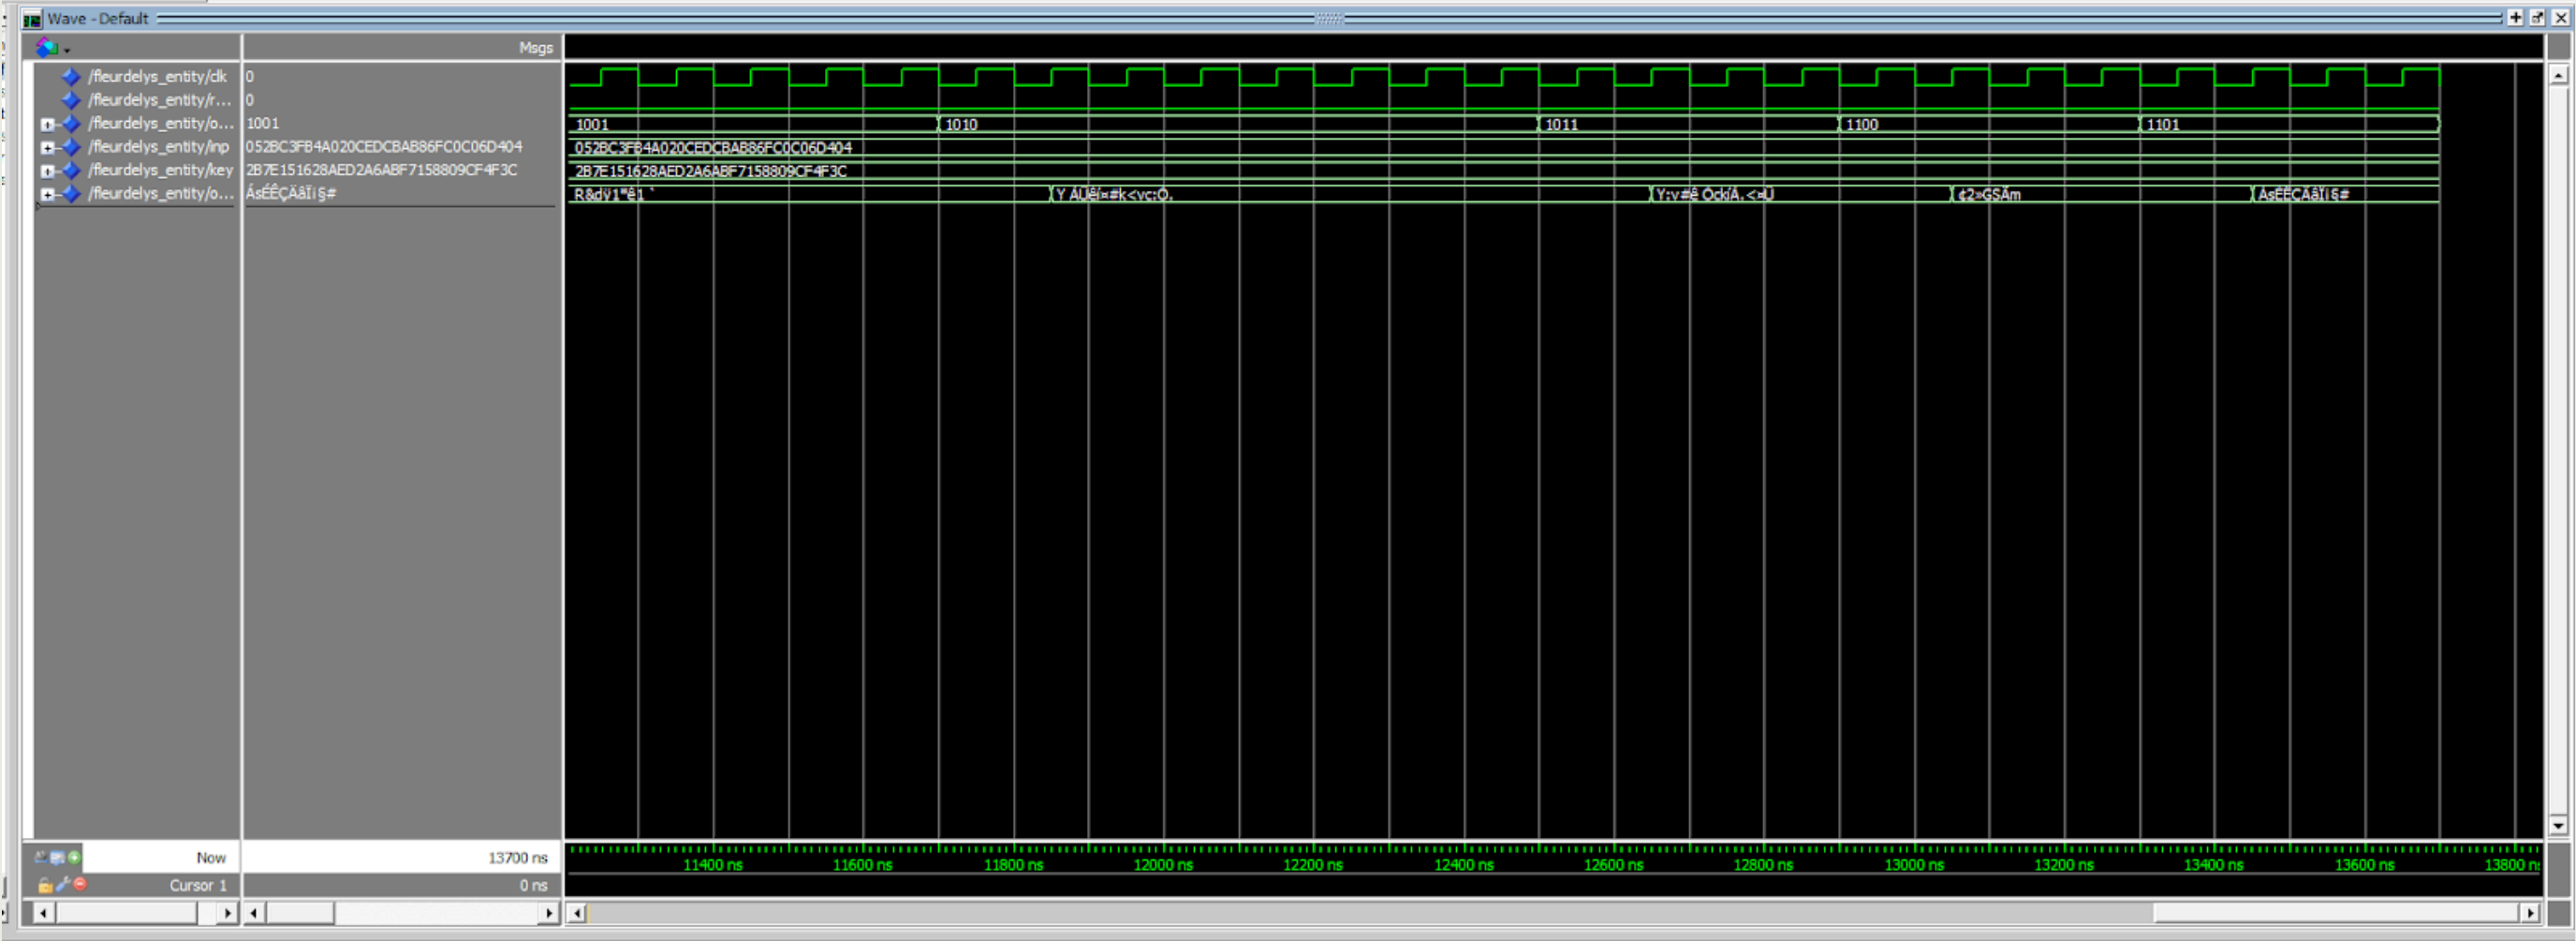 Wave - Default
Msgs
/fleurdelys_entity/clk 0
/fleurdelys_entity/r... 0
/fleurdelys_entity/o... 1001 1001 1010 1011 1100 1101
/fleurdelys_entity/inp 052BC3FB4A020CEDCBAB86FC0C06D404 052BC3FB4A020CEDCBAB86FC0C06D404
/fleurdelys_entity/key 2B7E151628AED2A6ABF7158809CF4F3C 2B7E151628AED2A6ABF7158809CF4F3C
/fleurdelys_entity/o...
Now 13700 ns
11400 ns 11600 ns 11800 ns 12000 ns 12200 ns 12400 ns 12600 ns 12800 ns 13000 ns 13200 ns 13400 ns 13600 ns 13800 n
Cursor 1 0 ns